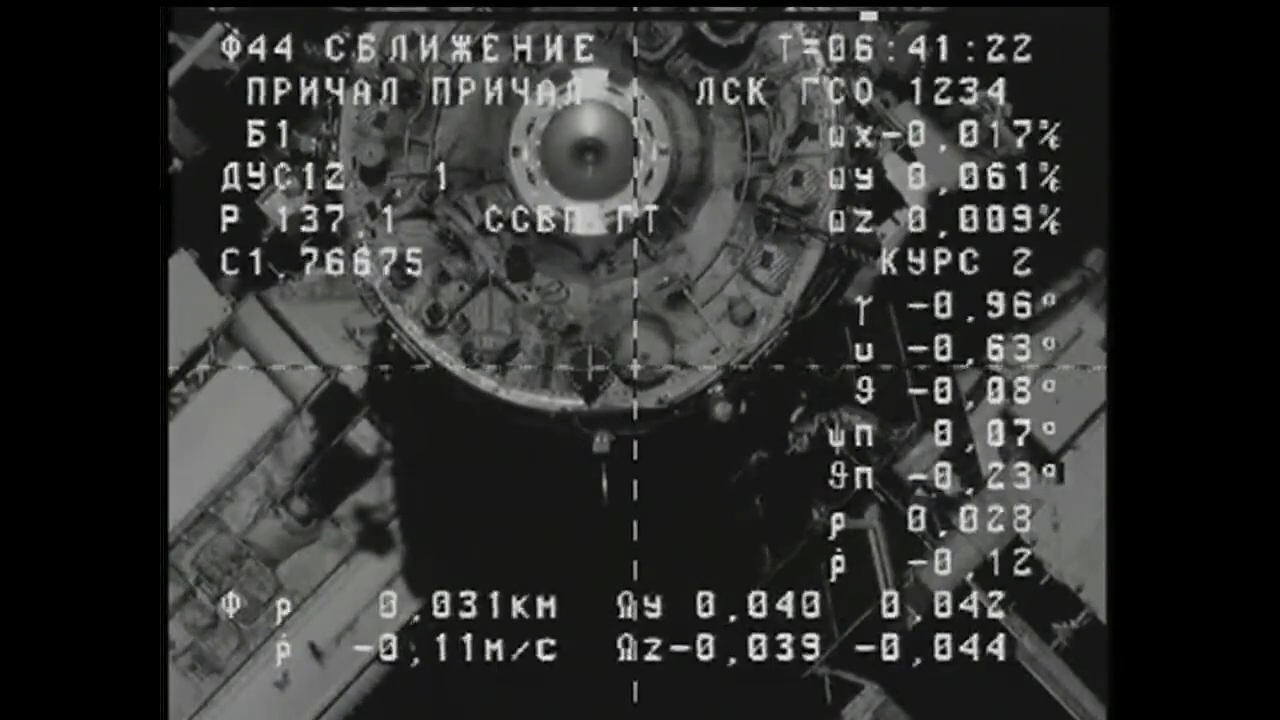 Ф44 СБЛИЖЕНИЕ T=06:41:22
ПРИЧАЛ ПРИЧАЛ ЛСК ГСО 1234
Б1 ωx-0,017%
ДУС12 , 1 ωy 0,061%
Р 137,1 ССВП ГТ ωz 0,009%
С1,76675 КУРС 2
γ -0,96°
u -0,63°
ϑ -0,08°
ψп 0,07°
ϑп -0,23°
ρ 0,028
ρ̇ -0,12
Ф ρ 0,031км Ωy 0,040 0,042
ρ̇ -0,11м/с Ωz-0,039 -0,044